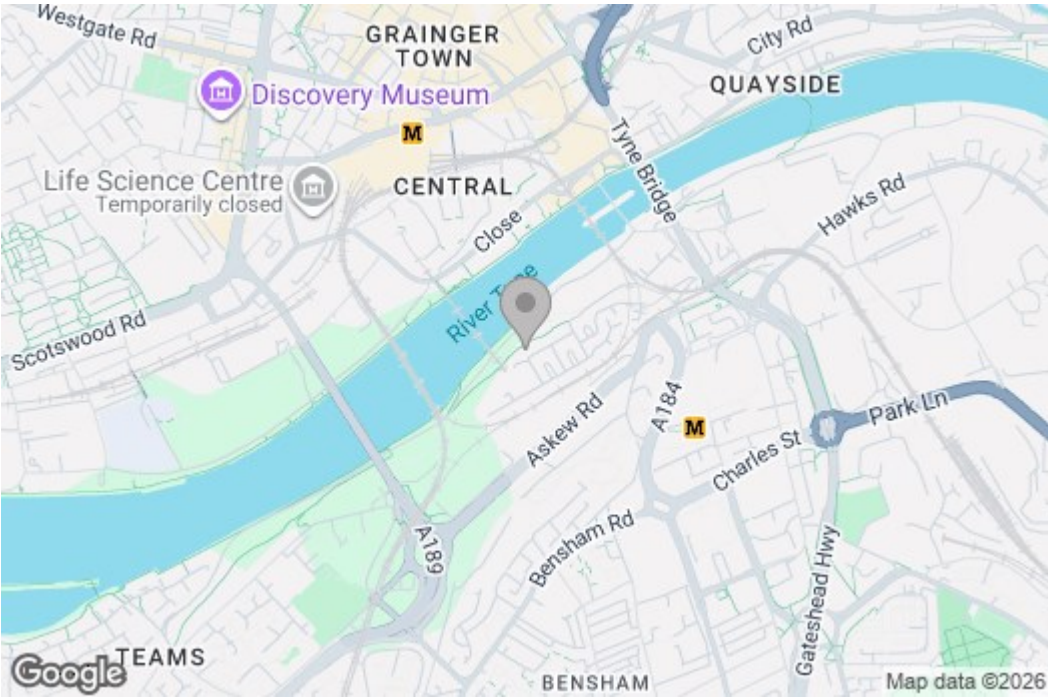 Westgate Rd
GRAINGER
TOWN
City Rd
QUAYSIDE
Discovery Museum
M
Tyne Bridge
Life Science Centre
Temporarily closed
CENTRAL
Hawks Rd
Close
River Tyne
Scotswood Rd
A184
Askew Rd
M
Park Ln
Charles St
A189
Bensham Rd
Gateshead Hwy
TEAMS
BENSHAM
Google
Map data ©2026